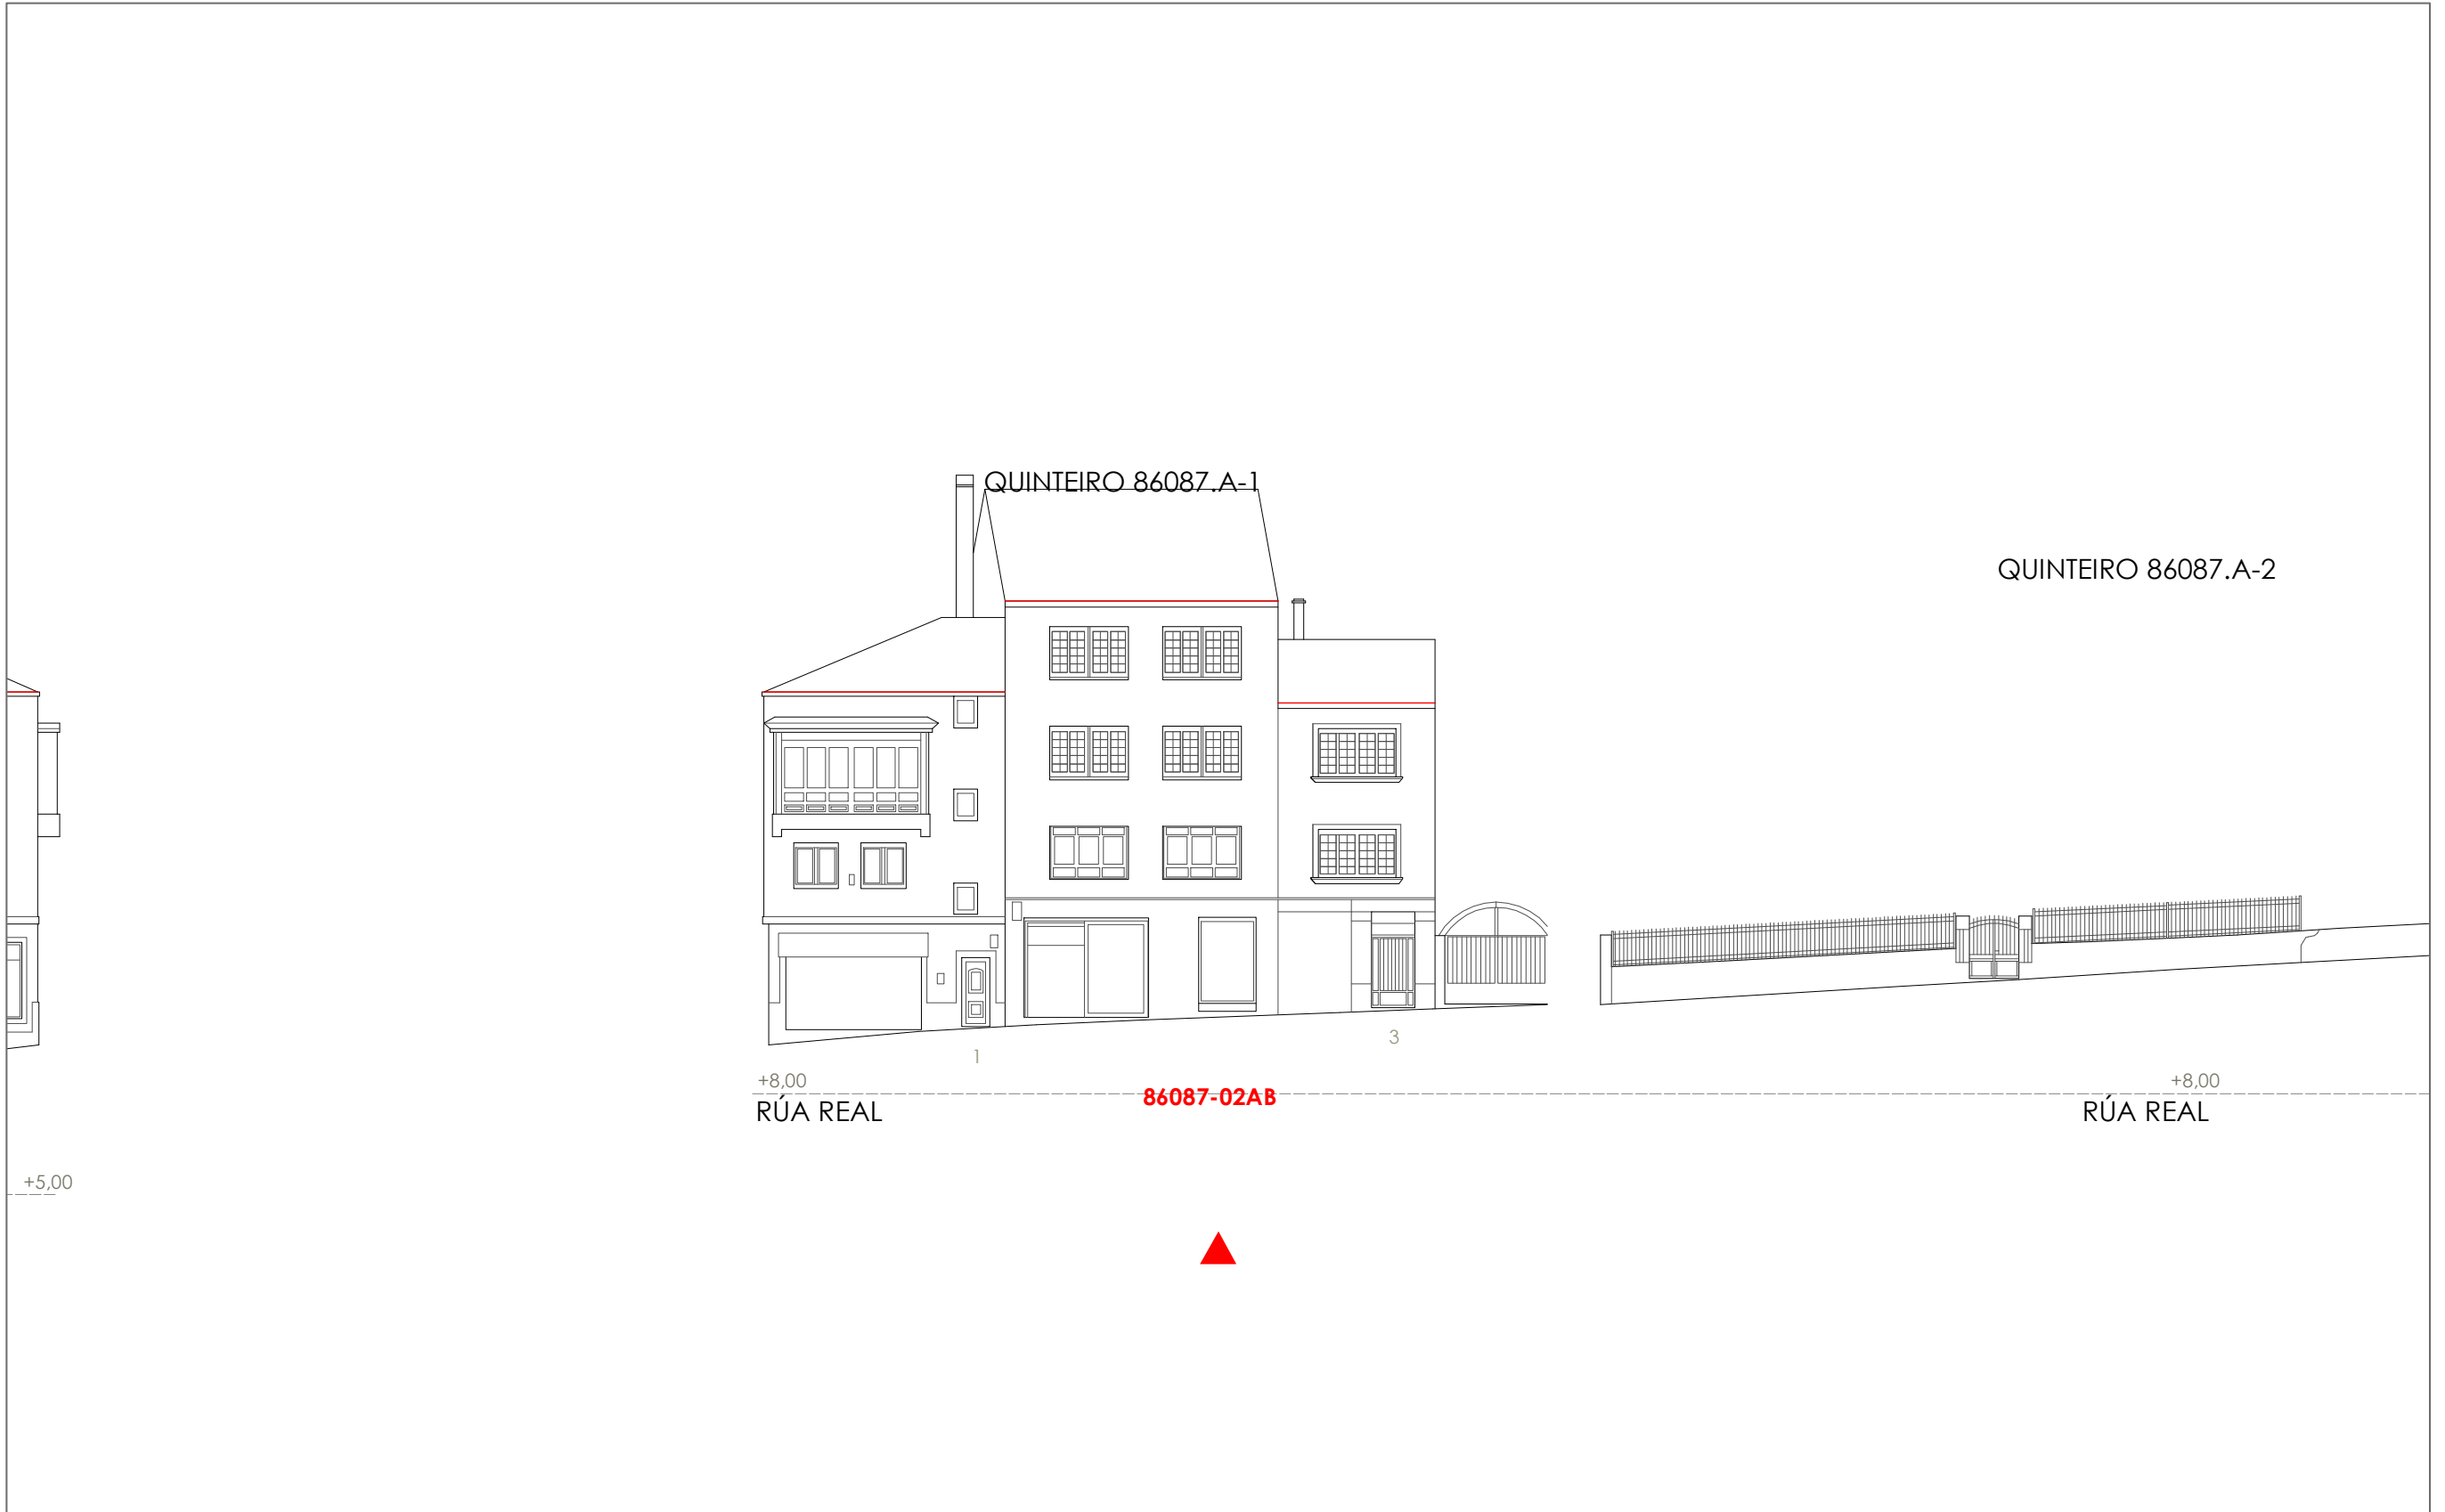 QUINTEIRO 86087.A-1
QUINTEIRO 86087.A-2
3
1
+8,00
+8,00
86087-02AB
RÚA REAL
RÚA REAL
+5,00